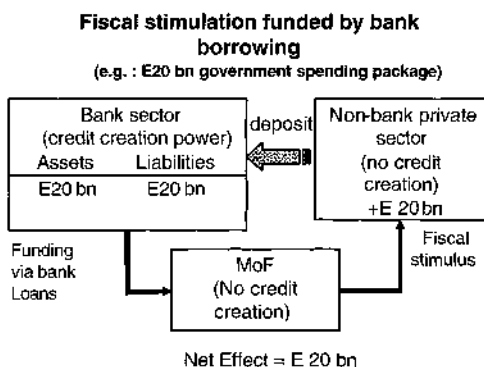 Fiscal stimulation funded by bank
borrowing
(e.g. : E20 bn government spending package)
Bank sector
(credit creation power)
Assets Liabilities
E20 bn E20 bn
deposit
Non-bank private
sector
(no credit
creation)
+E 20 bn
Funding
via bank
Loans
MoF
(No credit
creation)
Fiscal
stimulus
Net Effect = E 20 bn